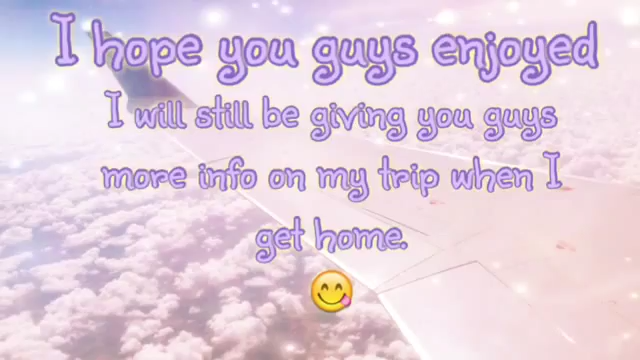 I hope you guys enjoyed
I will still be giving you guys
more info on my trip when I
get home.
😋